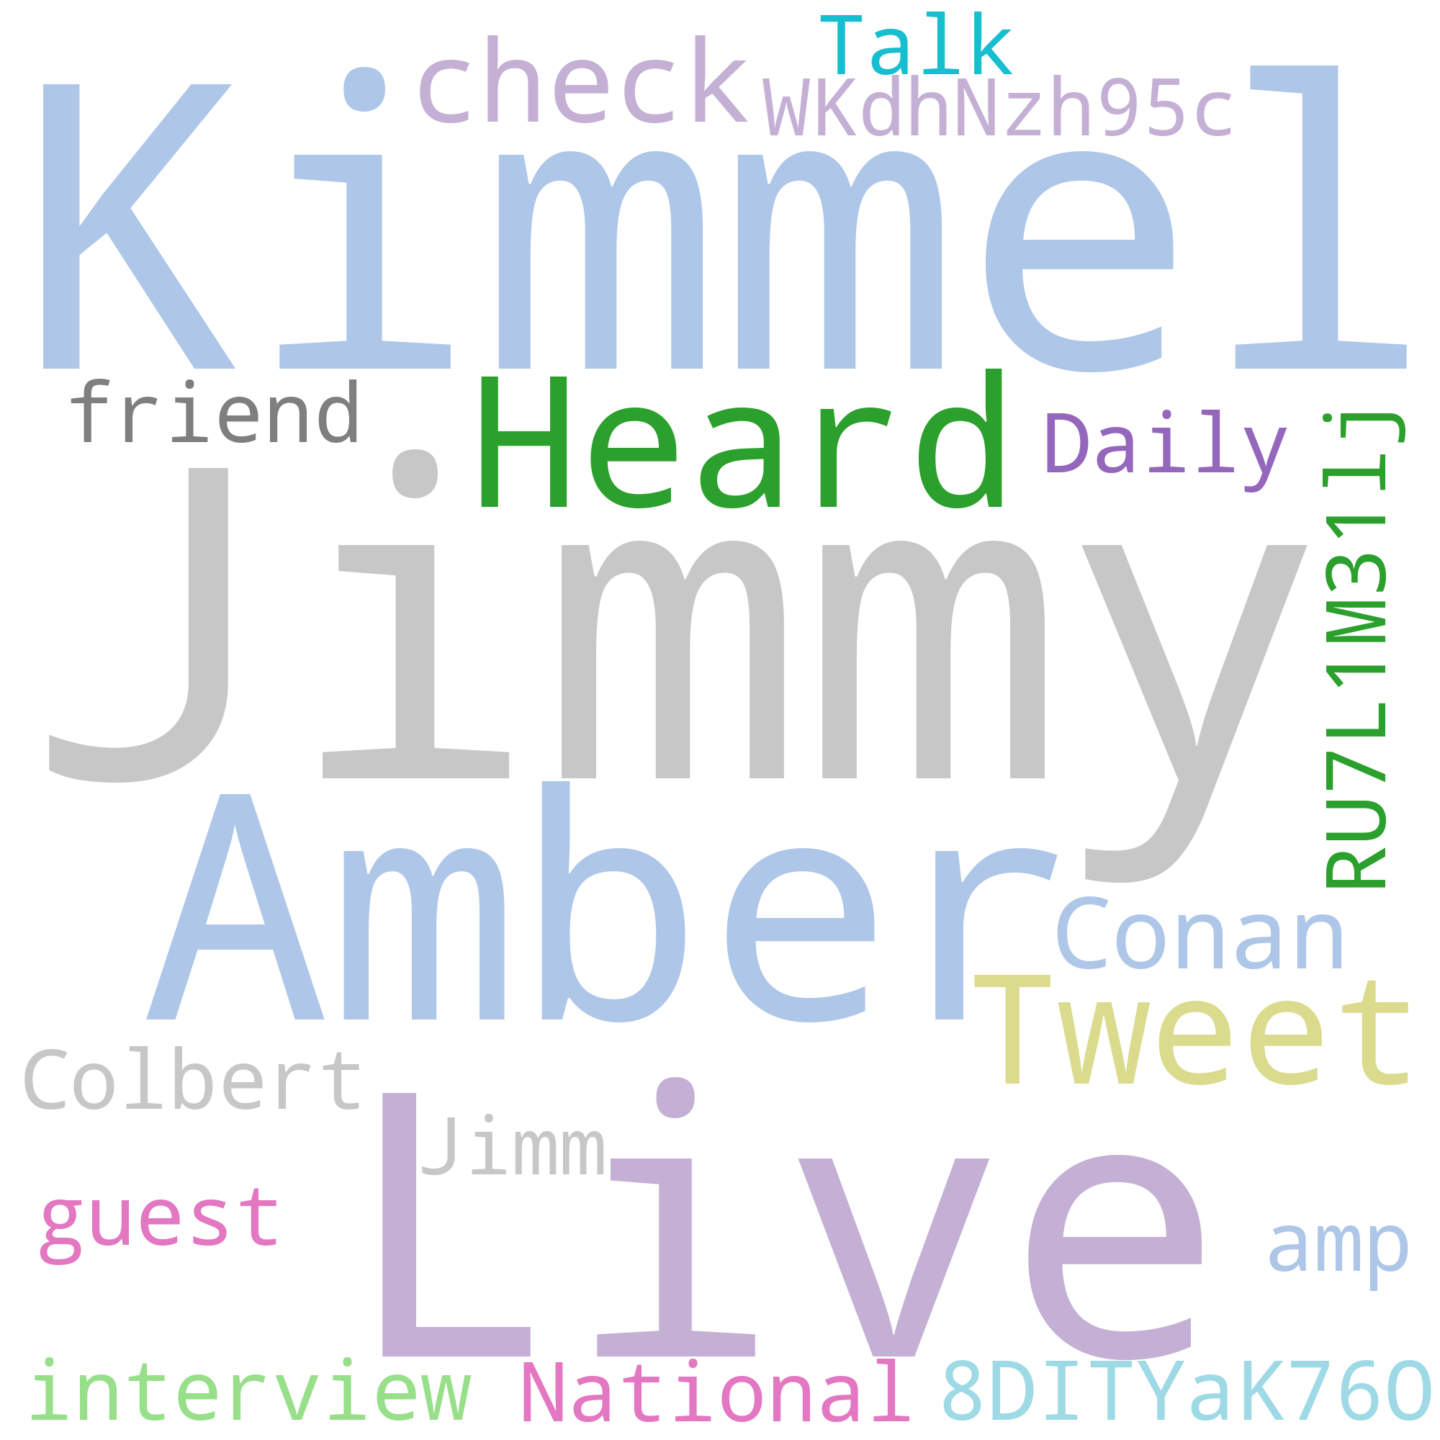 Talk
check
WKdhNzh95c
Kimmel
friend
Heard
Daily
RU7L1M31lj
Jimmy
Amber
Conan
Tweet
Colbert
Jimm
Live
guest
amp
interview
National
8DITYaK76O